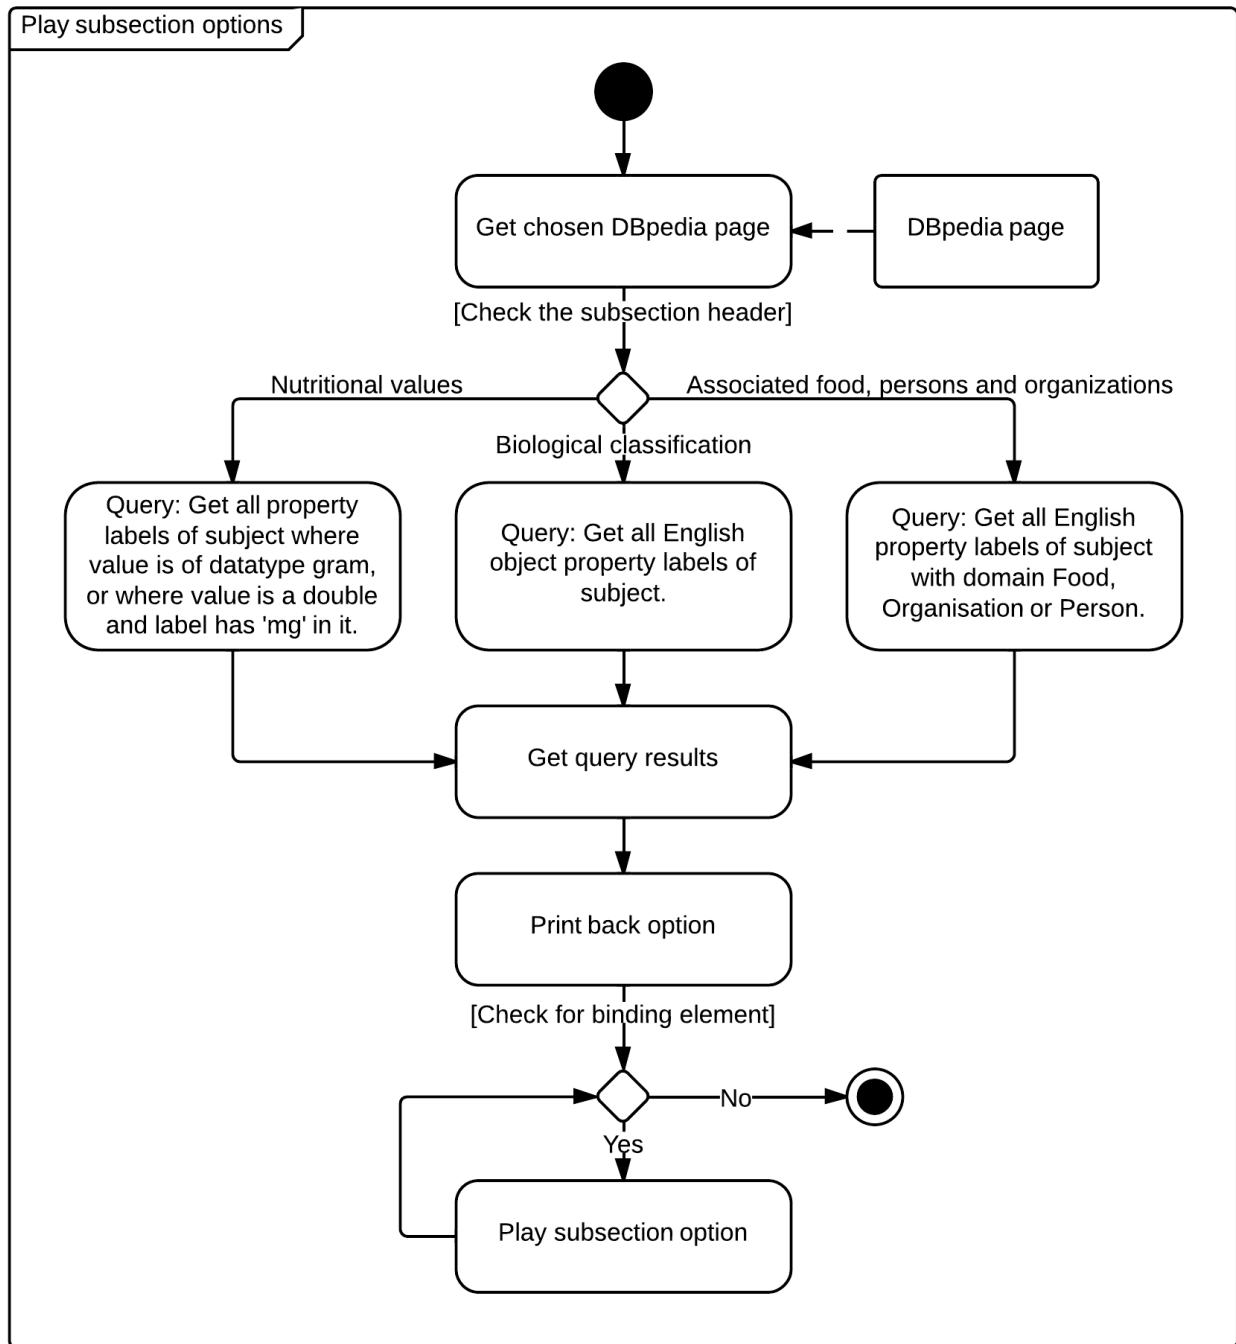 Play subsection options
Get chosen DBpedia page
DBpedia page
[Check the subsection header]
Nutritional values
Associated food, persons and organizations
Biological classification
Query: Get all property
labels of subject where
value is of datatype gram,
or where value is a double
and label has 'mg' in it.
Query: Get all English
object property labels of
subject.
Query: Get all English
property labels of subject
with domain Food,
Organisation or Person.
Get query results
Print back option
[Check for binding element]
No
Yes
Play subsection option